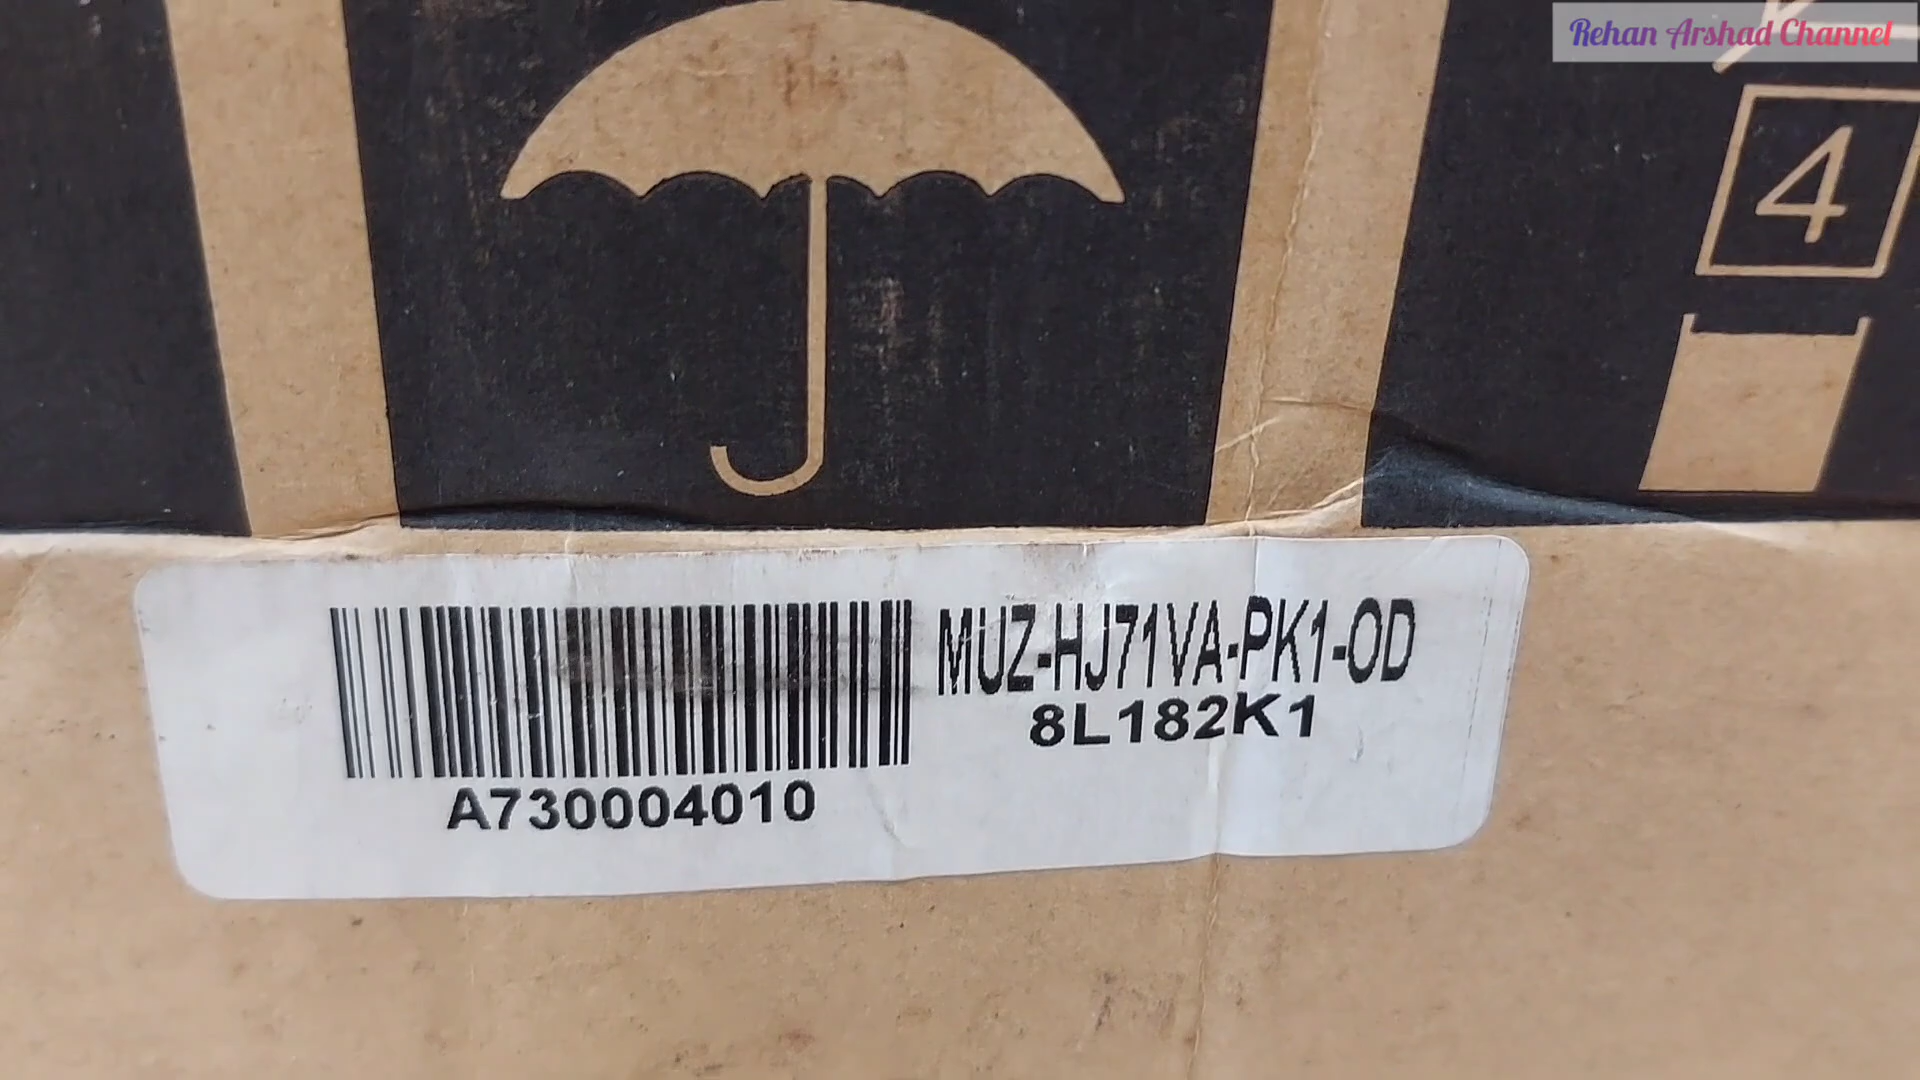 Rehan Arshad Channel
4
MUZ-HJ71VA-PK1-OD
8L182K1
A730004010